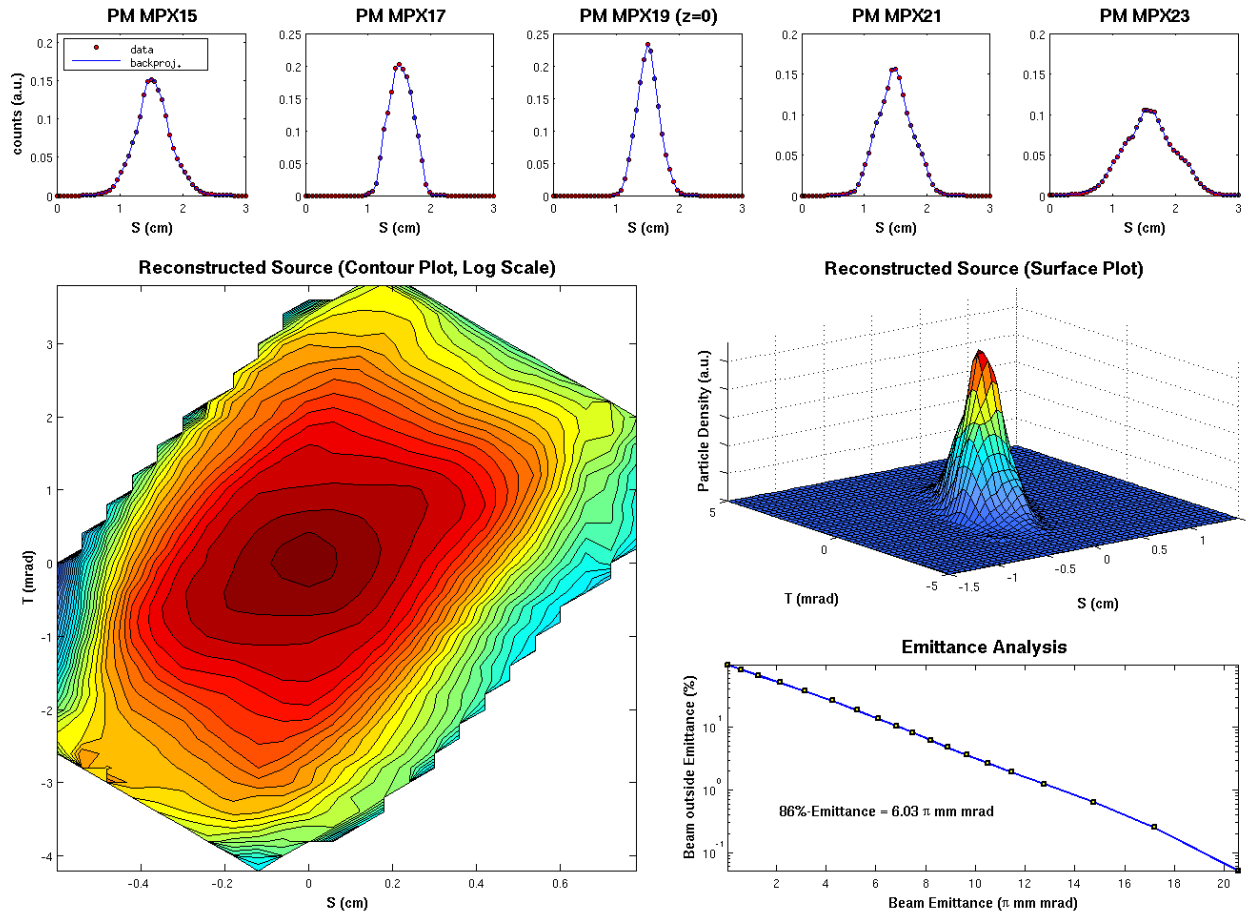 PM MPX15
PM MPX17
PM MPX19 (z=0)
PM MPX21
PM MPX23
data
backproj.
counts (a.u.)
0.2
0.15
0.1
0.05
0
0 1 2 3
S (cm)
0.25
0.2
0.15
0.1
0.05
0
0 1 2 3
S (cm)
0.25
0.2
0.15
0.1
0.05
0
0 1 2 3
S (cm)
0.2
0.15
0.1
0.05
0
0 1 2 3
S (cm)
0.2
0.15
0.1
0.05
0
0 1 2 3
S (cm)
Reconstructed Source (Contour Plot, Log Scale)
T (mrad)
3
2
1
0
-1
-2
-3
-4
-0.4 -0.2 0 0.2 0.4 0.6
S (cm)
Reconstructed Source (Surface Plot)
Particle Density (a.u.)
5
0
-5
T (mrad)
-1.5 -1 -0.5 0 0.5 1
S (cm)
Emittance Analysis
Beam outside Emittance (%)
10^1
10^0
10^-1
86%-Emittance = 6.03 π mm mrad
2 4 6 8 10 12 14 16 18 20
Beam Emittance (π mm mrad)